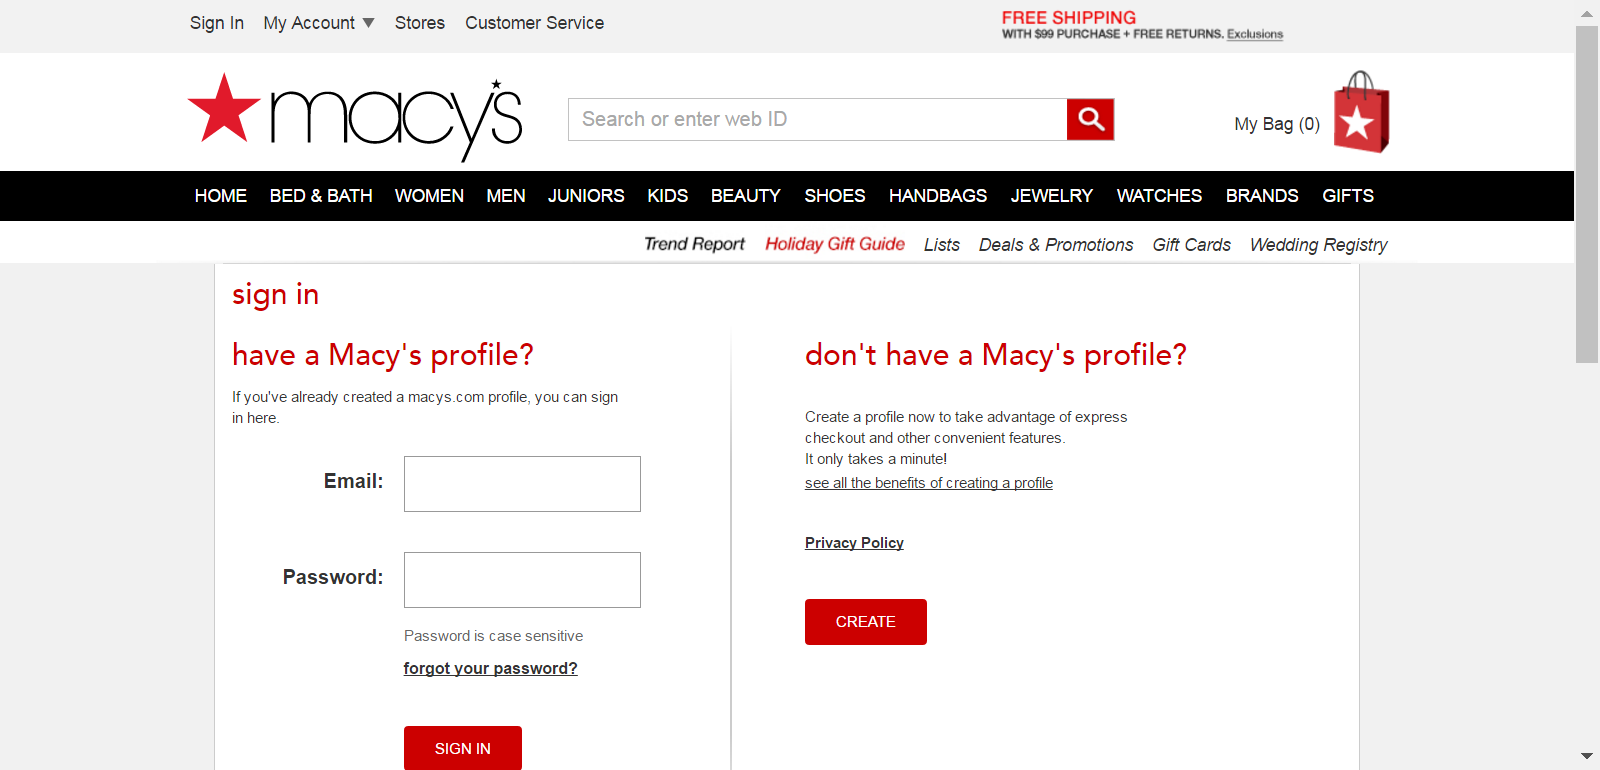 Sign In My Account Stores Customer Service
FREE SHIPPING
WITH $99 PURCHASE + FREE RETURNS. Exclusions
macy's
Search or enter web ID
My Bag (0)
HOME BED & BATH WOMEN MEN JUNIORS KIDS BEAUTY SHOES HANDBAGS JEWELRY WATCHES BRANDS GIFTS
Trend Report Holiday Gift Guide Lists Deals & Promotions Gift Cards Wedding Registry
sign in
have a Macy's profile?
If you've already created a macys.com profile, you can sign
in here.
Email:
Password:
Password is case sensitive
forgot your password?
SIGN IN
don't have a Macy's profile?
Create a profile now to take advantage of express
checkout and other convenient features.
It only takes a minute!
see all the benefits of creating a profile
Privacy Policy
CREATE